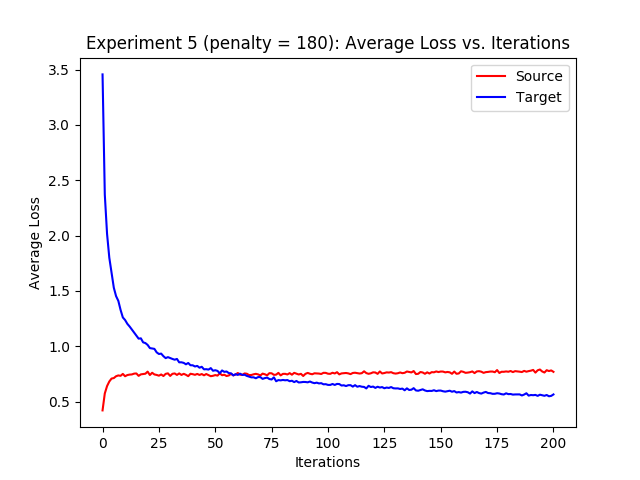 Experiment 5 (penalty = 180): Average Loss vs. Iterations
Source
Target
Average Loss
3.5
3.0
2.5
2.0
1.5
1.0
0.5
0 25 50 75 100 125 150 175 200
Iterations